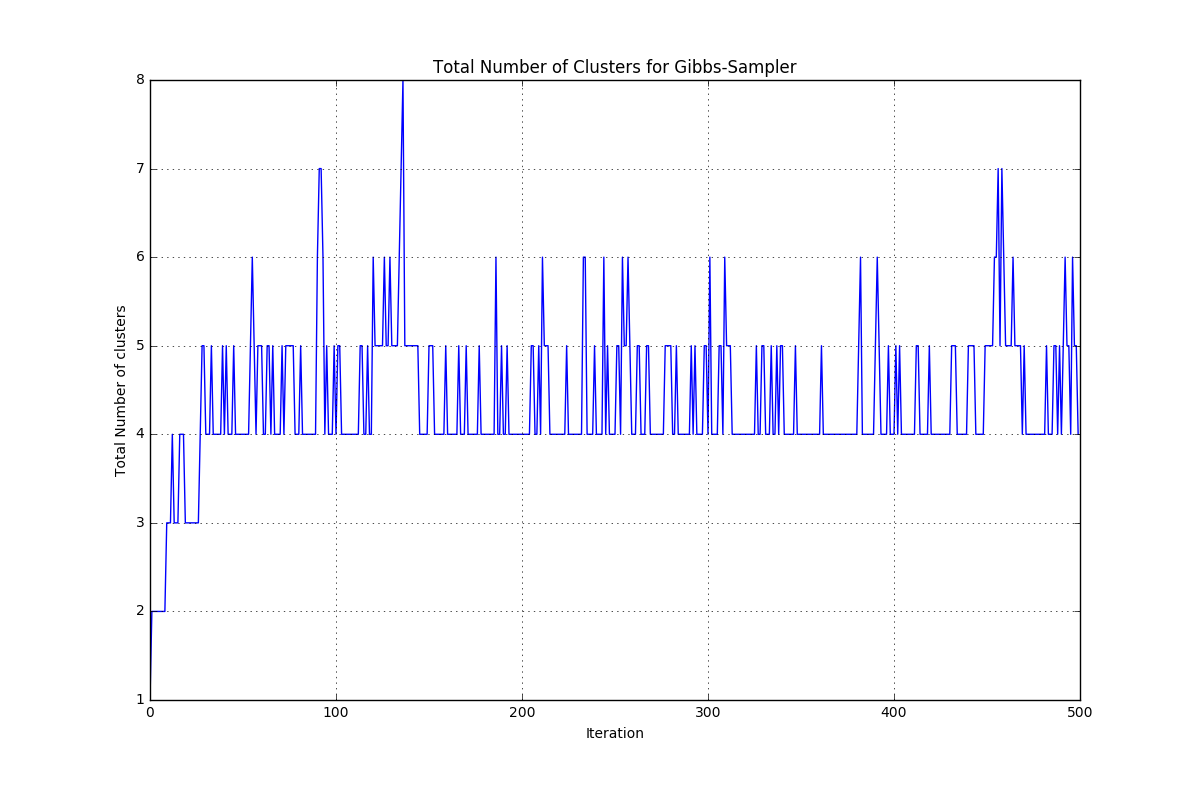 Total Number of Clusters for Gibbs-Sampler
8
7
6
5
4
3
2
1
Total Number of clusters
0 100 200 300 400 500
Iteration